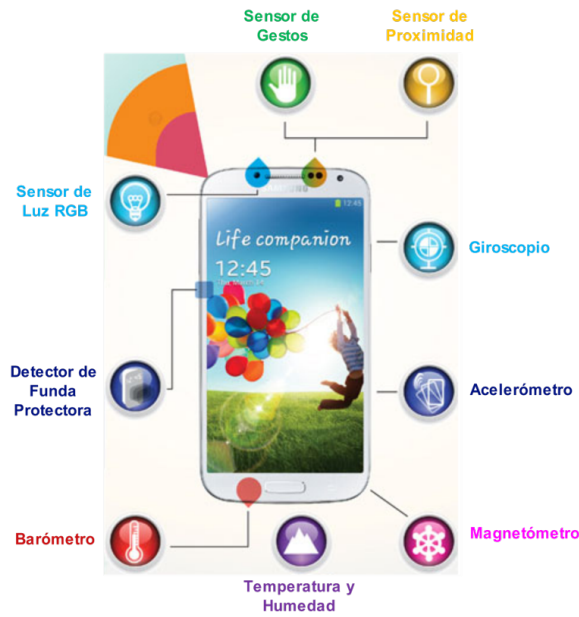 Sensor de
Gestos
Sensor de
Proximidad
Sensor de
Luz RGB
SAMSUNG
12:45
Life companion
12:45
Giroscopio
Detector de
Funda
Protectora
Acelerómetro
Barómetro
Magnetómetro
Temperatura y
Humedad